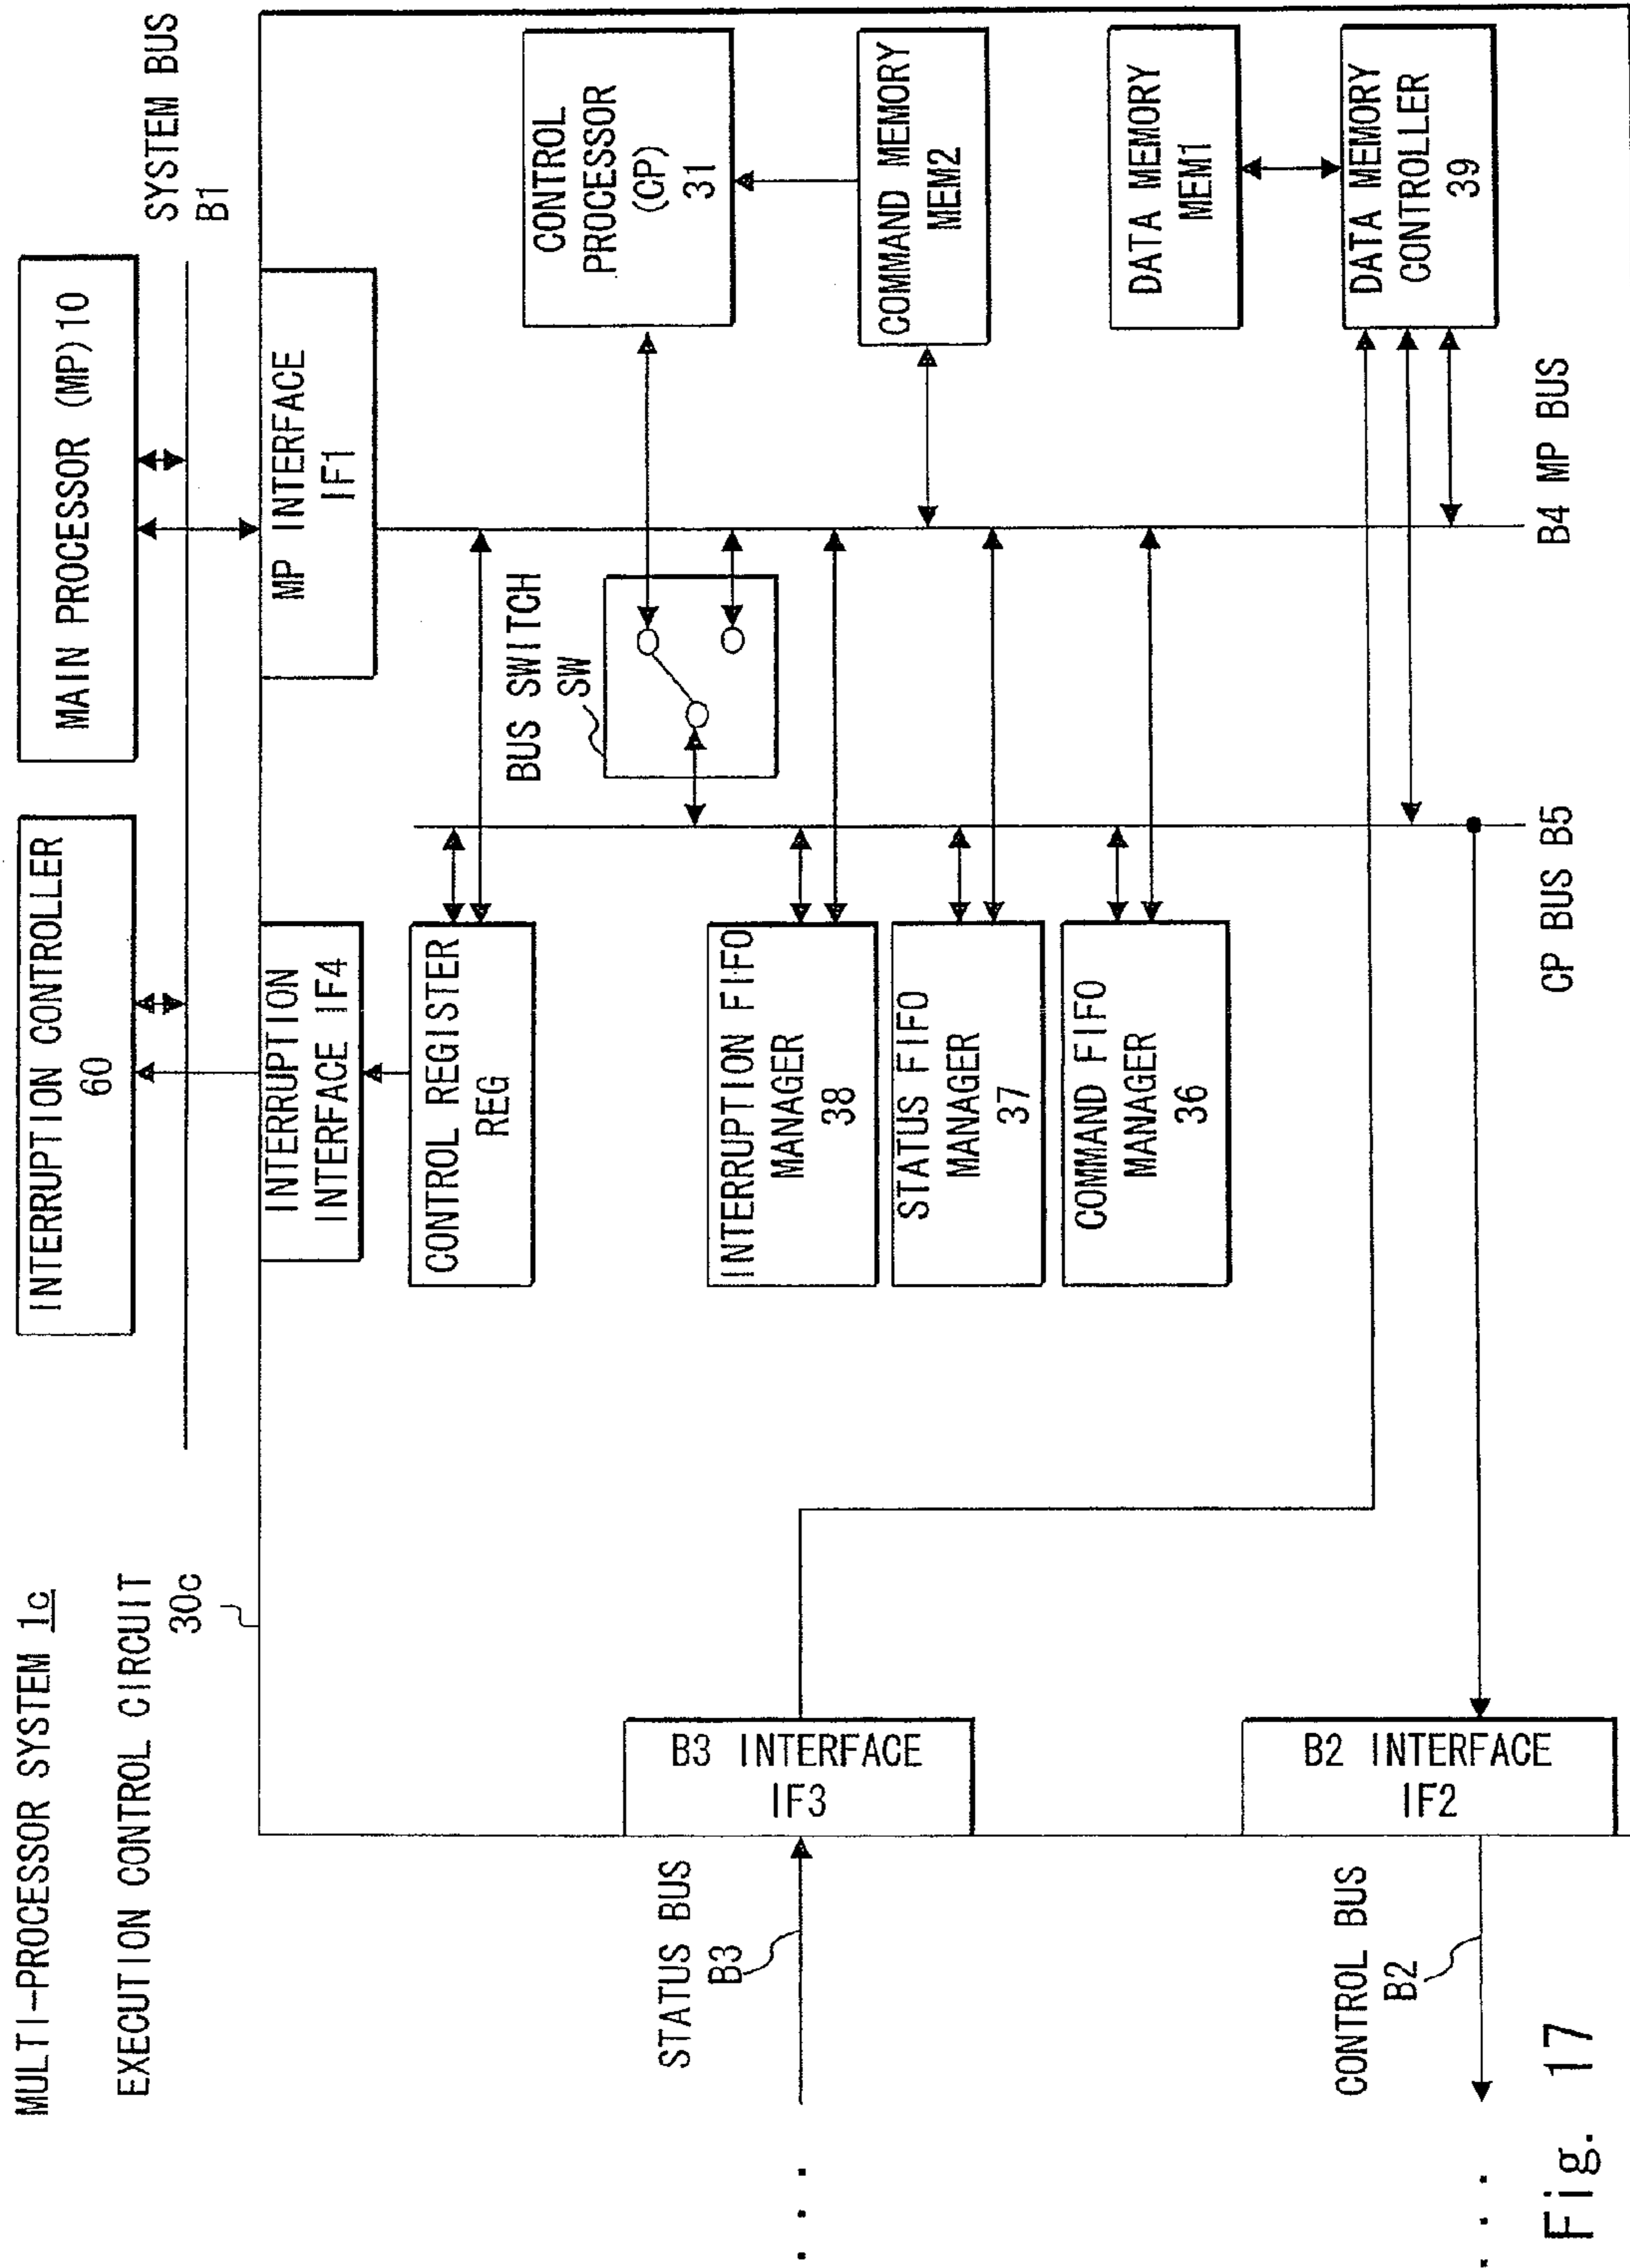 MULTI-PROCESSOR SYSTEM 1c
EXECUTION CONTROL CIRCUIT
30c
INTERRUPTION CONTROLLER
60
MAIN PROCESSOR (MP) 10
SYSTEM BUS
B1
INTERRUPTION
INTERFACE IF4
MP INTERFACE
IF1
CONTROL REGISTER
REG
BUS SWITCH
SW
CONTROL
PROCESSOR
(CP)
31
INTERRUPTION FIFO
MANAGER
38
STATUS FIFO
MANAGER
37
COMMAND FIFO
MANAGER
36
COMMAND MEMORY
MEM2
DATA MEMORY
MEM1
DATA MEMORY
CONTROLLER
39
B3 INTERFACE
IF3
B2 INTERFACE
IF2
STATUS BUS
B3
CONTROL BUS
B2
CP BUS B5
B4 MP BUS
. . .
. . .
Fig. 17